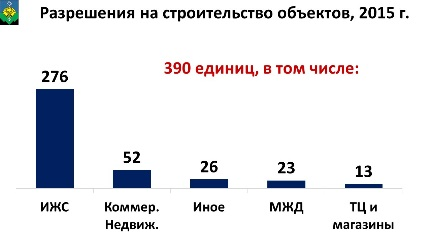 Разрешения на строительство объектов, 2015 г.
390 единиц, в том числе:
276
52
26
23
13
ИЖС
Коммер.
Недвиж.
Иное
МЖД
ТЦ и
магазины